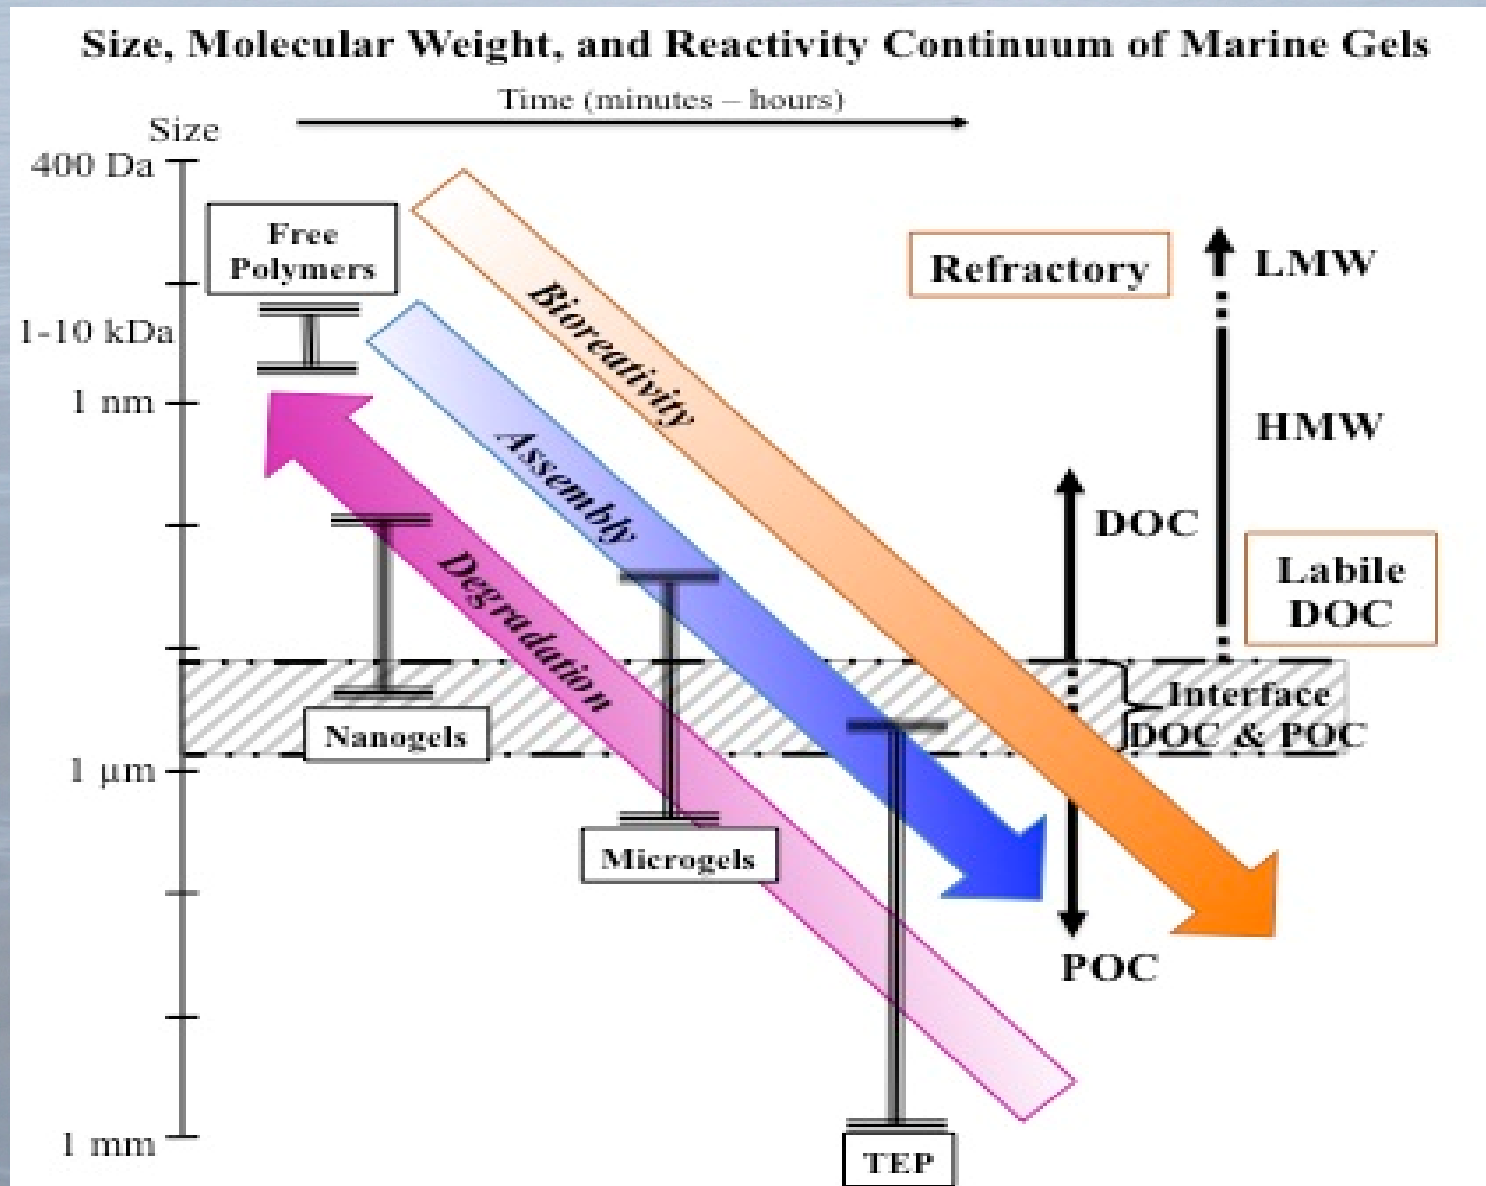 Size, Molecular Weight, and Reactivity Continuum of Marine Gels
Time (minutes – hours)
Size
400 Da
Free
Polymers
1-10 kDa
1 nm
1 µm
1 mm
Bioreativity
Assembly
Degradation
Nanogels
Microgels
TEP
Refractory
LMW
HMW
DOC
Labile
DOC
Interface
DOC & POC
POC